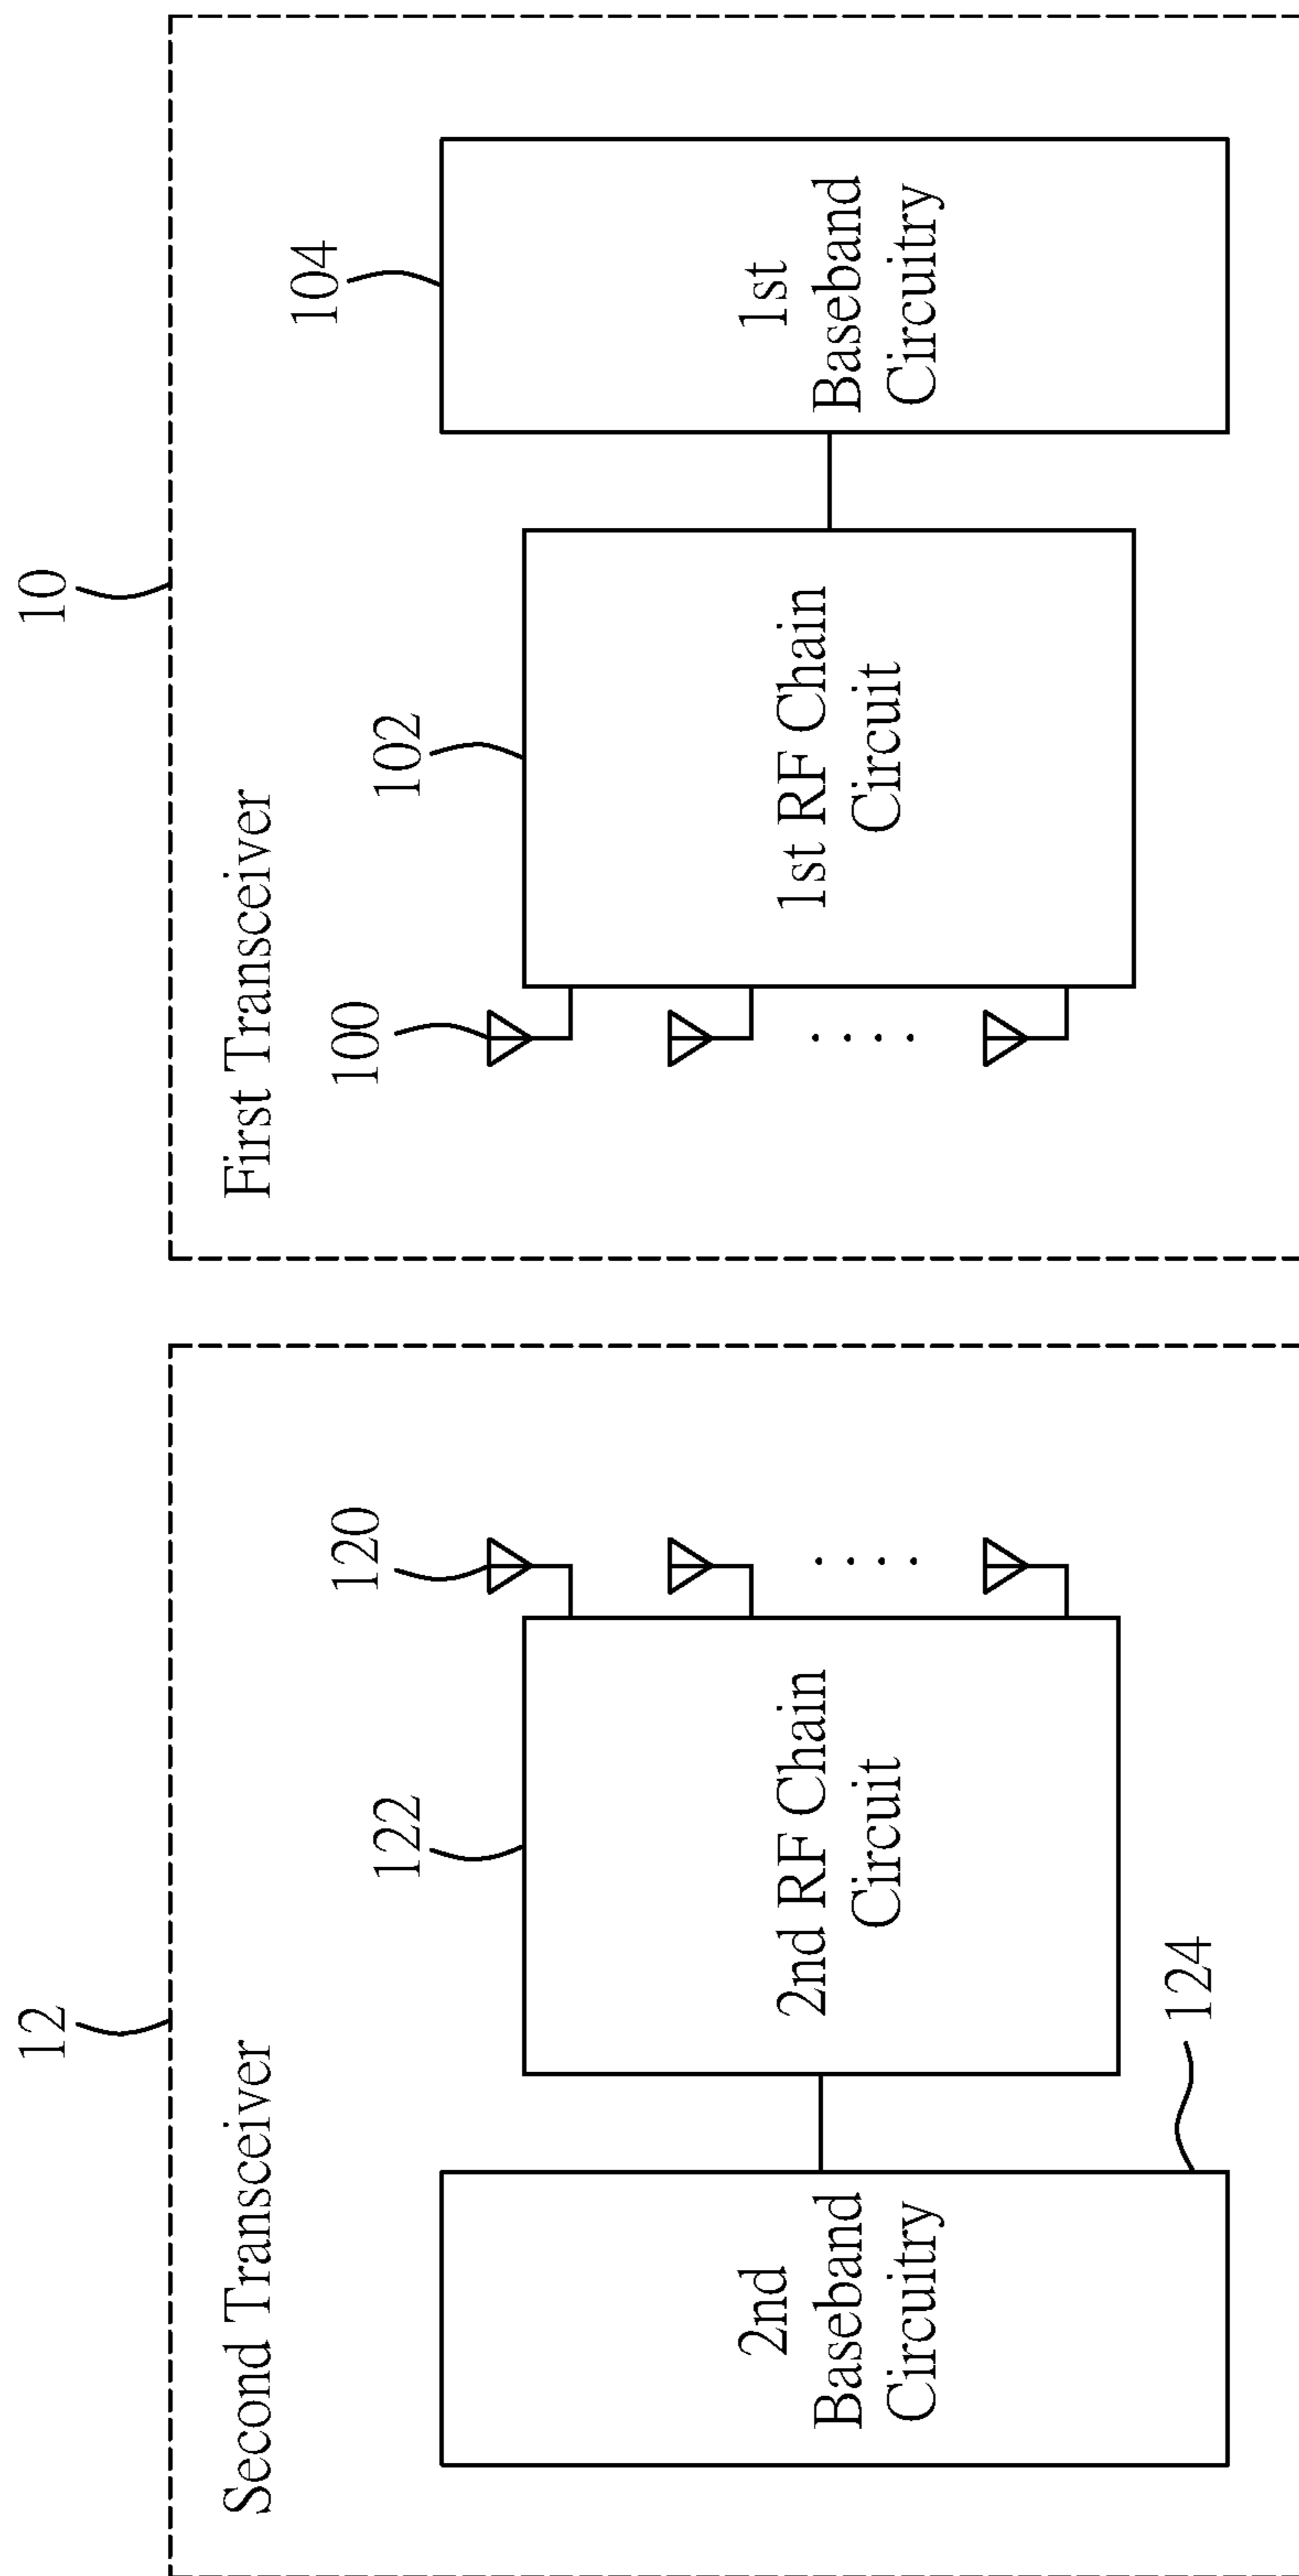 12
10
Second Transceiver
First Transceiver
120
100
122
102
104
2nd
Baseband
Circuitry
2nd RF Chain
Circuit
1st RF Chain
Circuit
1st
Baseband
Circuitry
124